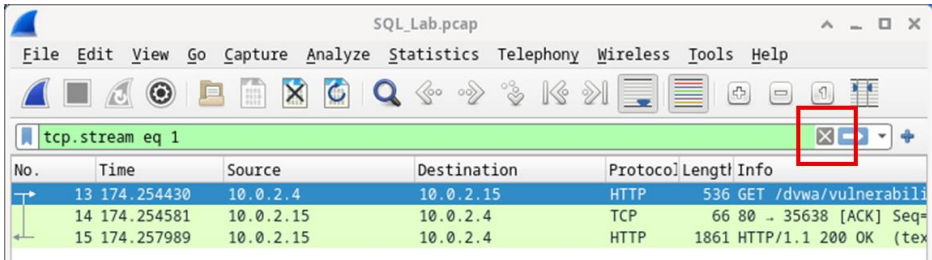 SQL_Lab.pcap
File Edit View Go Capture Analyze Statistics Telephony Wireless Tools Help
tcp.stream eq 1
No. Time Source Destination Protocol Length Info
13 174.254430 10.0.2.4 10.0.2.15 HTTP 536 GET /dvwa/vulnerabili
14 174.254581 10.0.2.15 10.0.2.4 TCP 66 80 → 35638 [ACK] Seq=
15 174.257989 10.0.2.15 10.0.2.4 HTTP 1861 HTTP/1.1 200 OK (tex